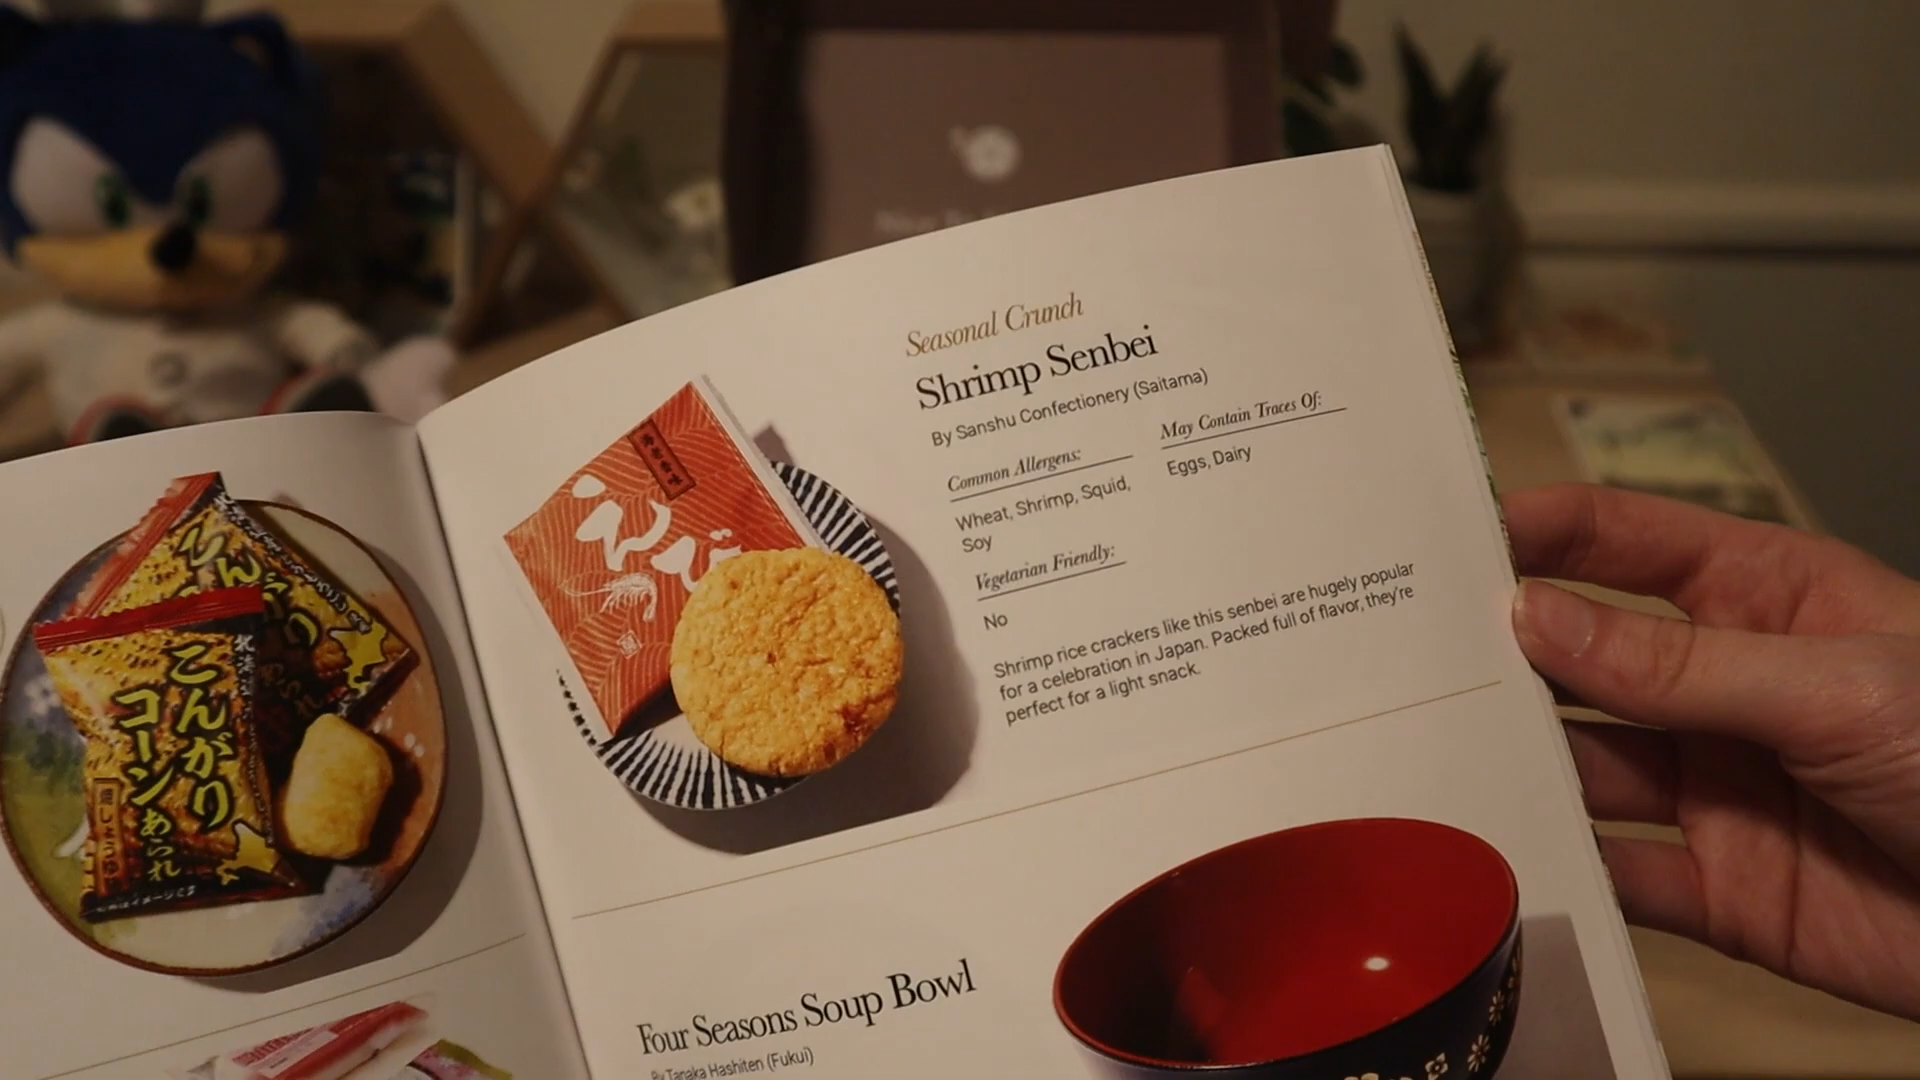 こんがり
コーンあられ
えび
Seasonal Crunch
Shrimp Senbei
By Sanshu Confectionery (Saitama)
Common Allergens:
Wheat, Shrimp, Squid,
Soy
May Contain Traces Of:
Eggs, Dairy
Vegetarian Friendly:
No
Shrimp rice crackers like this senbei are hugely popular
for a celebration in Japan. Packed full of flavor, they're
perfect for a light snack.
Four Seasons Soup Bowl
By Tanaka Hashiten (Fukui)